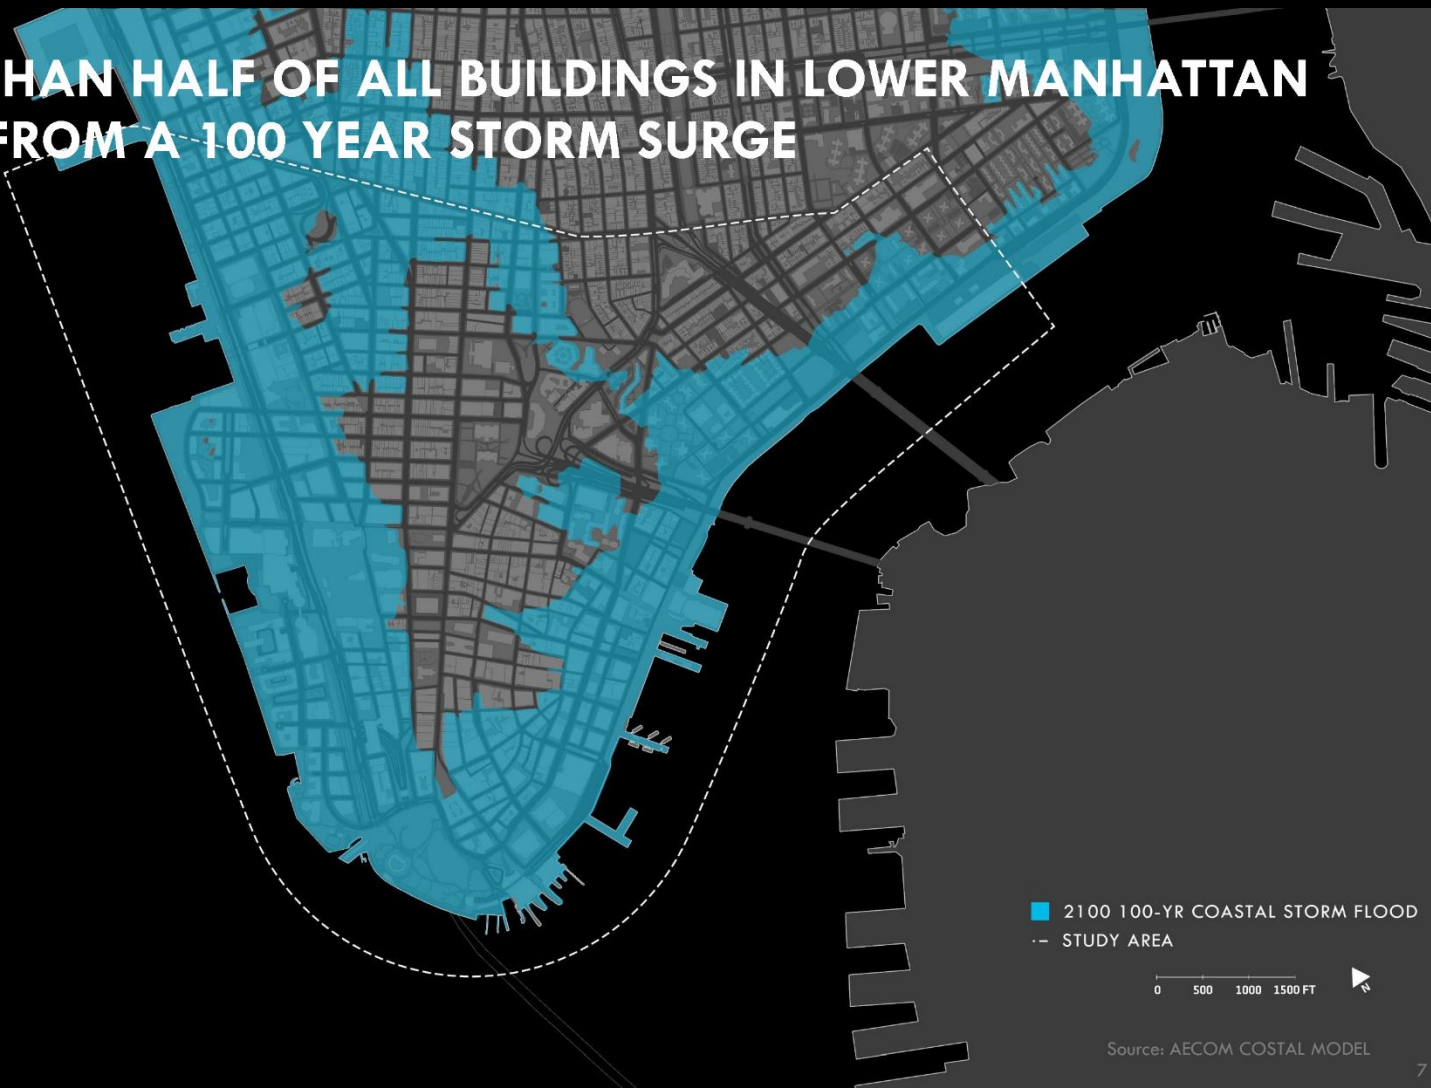 HAN HALF OF ALL BUILDINGS IN LOWER MANHATTAN
FROM A 100 YEAR STORM SURGE
2100 100-YR COASTAL STORM FLOOD
STUDY AREA
0 500 1000 1500 FT
N
Source: AECOM COSTAL MODEL
7